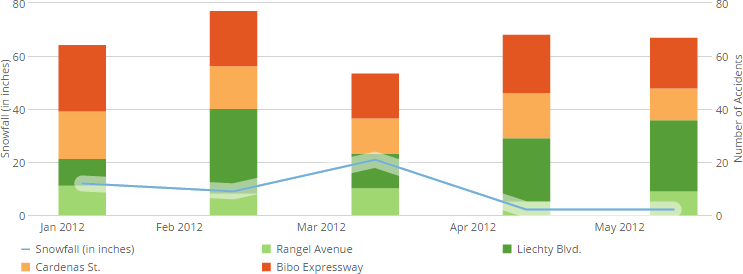 80
80
60
60
40
40
20
20
0
0
Snowfall (in inches)
Number of Accidents
Jan 2012
Feb 2012
Mar 2012
Apr 2012
May 2012
Snowfall (in inches)
Rangel Avenue
Liechty Blvd.
Cardenas St.
Bibo Expressway